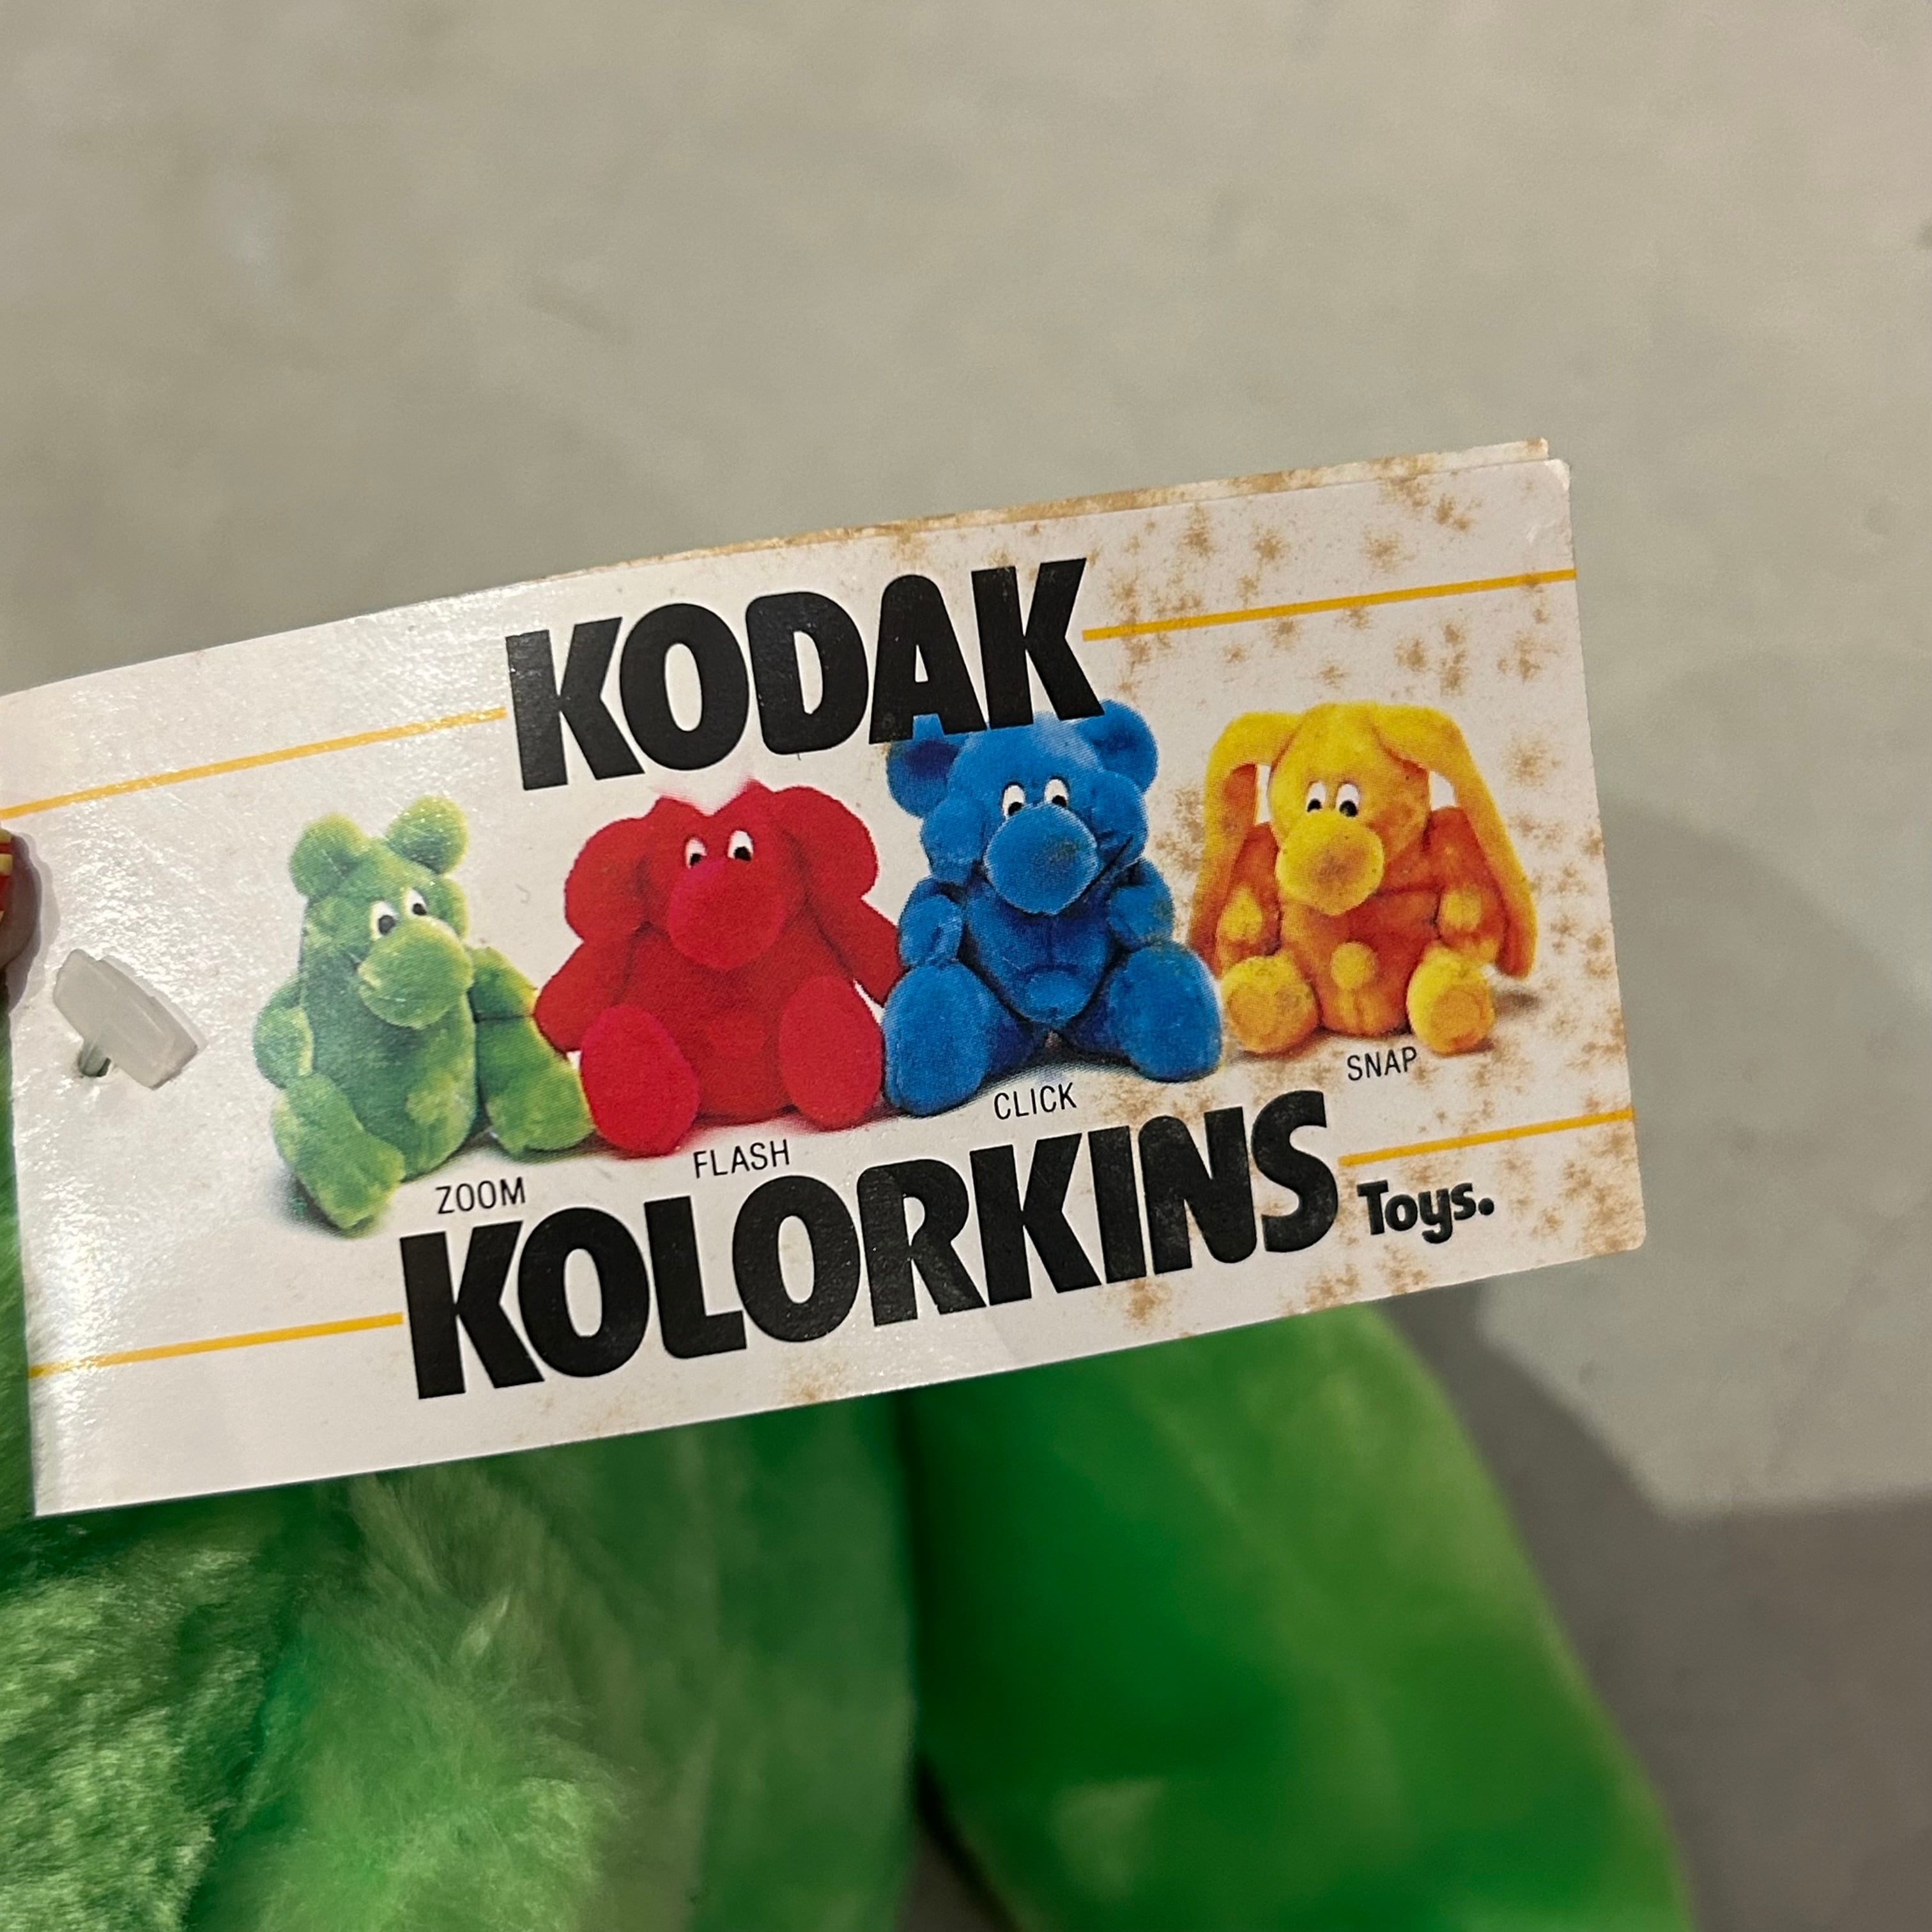 KODAK
ZOOM
FLASH
CLICK
SNAP
KOLORKINS Toys.